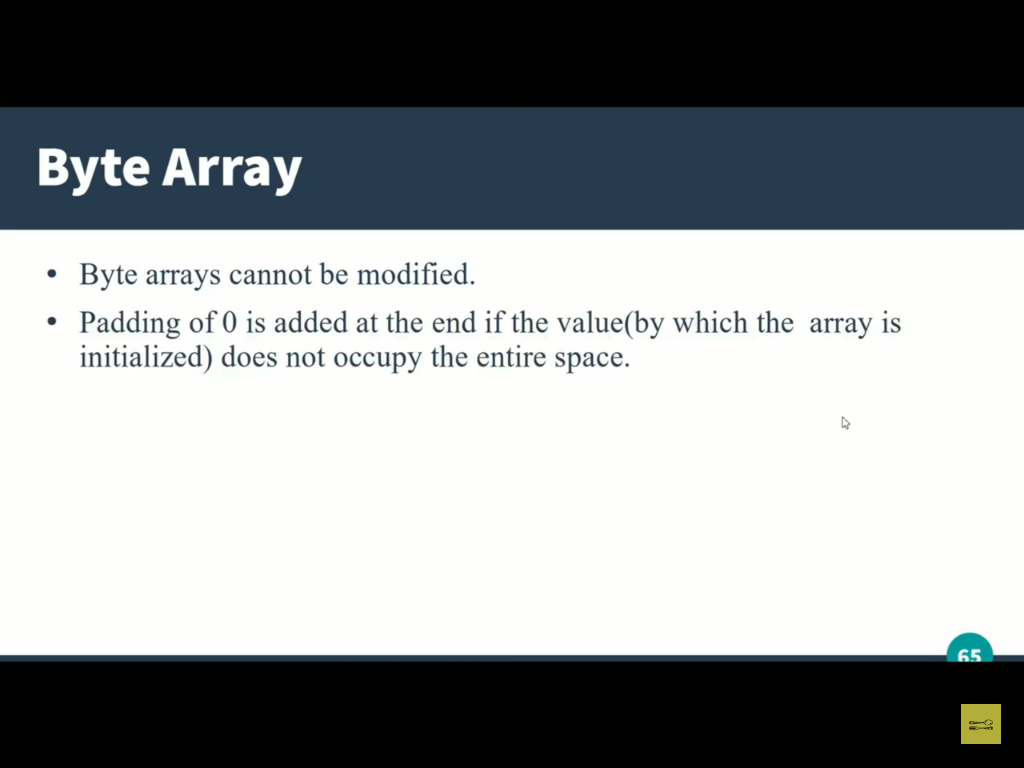 Byte Array
• Byte arrays cannot be modified.
• Padding of 0 is added at the end if the value(by which the array is
initialized) does not occupy the entire space.
65